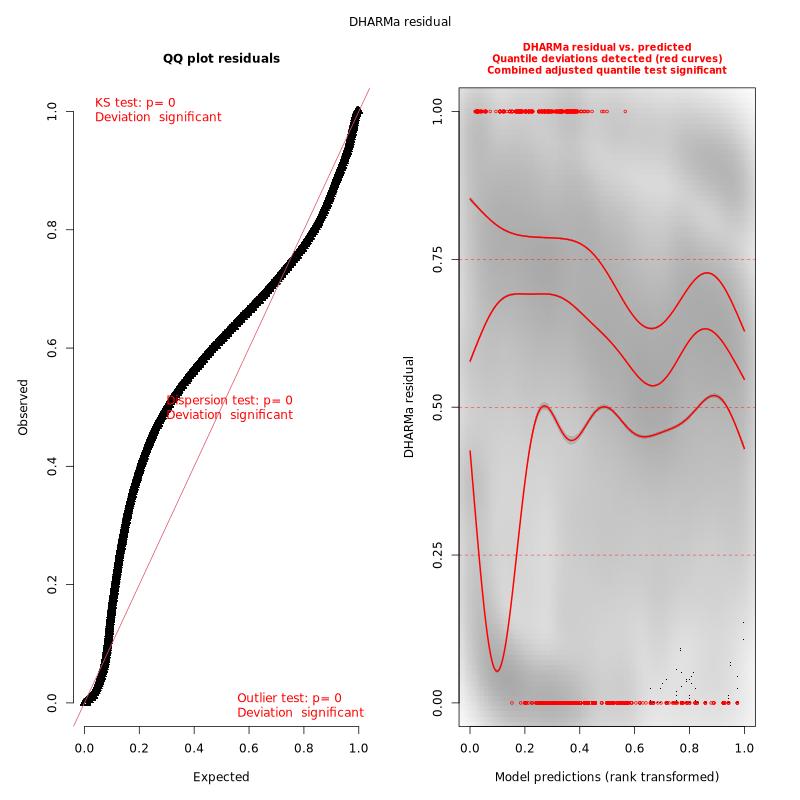 DHARMa residual
QQ plot residuals
KS test: p= 0
Deviation  significant
Dispersion test: p= 0
Deviation  significant
Outlier test: p= 0
Deviation  significant
Observed
0.0
0.2
0.4
0.6
0.8
1.0
0.0
0.2
0.4
0.6
0.8
1.0
Expected
DHARMa residual vs. predicted
Quantile deviations detected (red curves)
Combined adjusted quantile test significant
DHARMa residual
0.00
0.25
0.50
0.75
1.00
0.0
0.2
0.4
0.6
0.8
1.0
Model predictions (rank transformed)